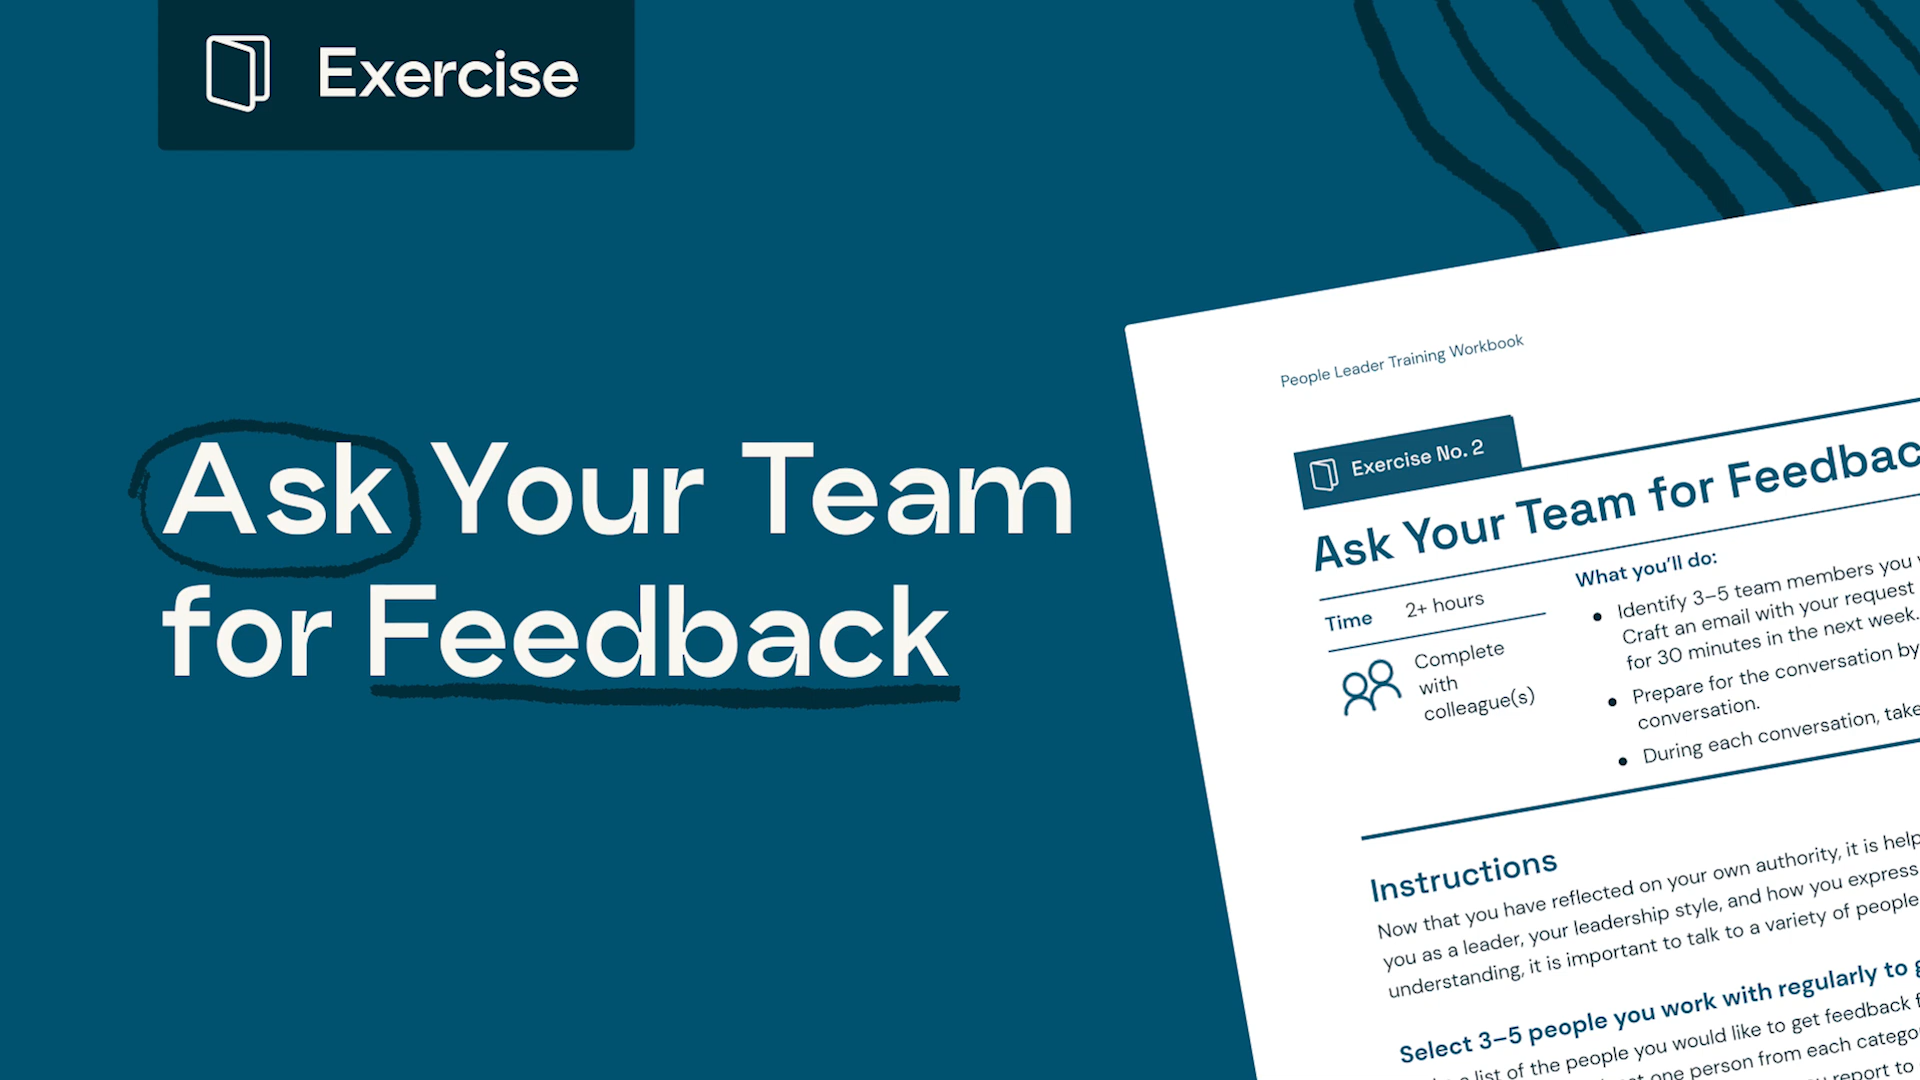 Exercise
Ask Your Team
for Feedback
People Leader Training Workbook
Exercise No. 2
Ask Your Team for
Time 2+ hours
Complete
with
colleague(s)
What you'll do:
Identify 3–5 team members you
Craft an email with your request
for 30 minutes in the next week.
Prepare for the conversation by
conversation.
During each conversation, take
Instructions
Now that you have reflected on your own authority, it is
you as a leader, your leadership style, and how you express
understanding, it is important to talk to a variety of people
Select 3–5 people you work with regularly to
list of the people you would like to get feedback
one person from each
report to